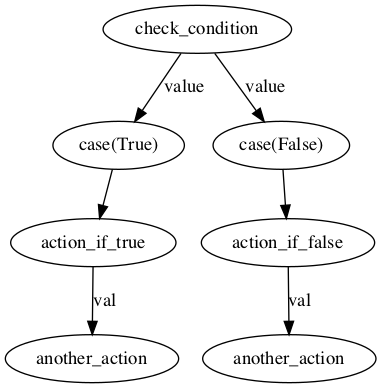 check_condition
value value
case(True) case(False)
action_if_true action_if_false
val val
another_action another_action